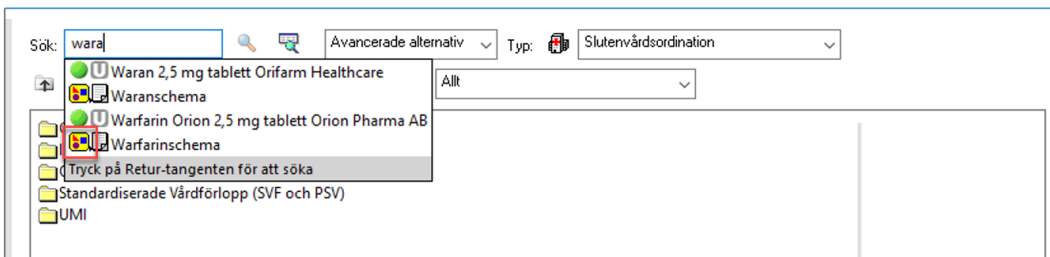 Sök: wara Avancerade alternativ Typ: Slutenvårdsordination
Waran 2,5 mg tablett Orifarm Healthcare Allt
Waranschema
Warfarin Orion 2,5 mg tablett Orion Pharma AB
Warfarinschema
Tryck på Retur-tangenten för att söka
Standardiserade Vårdförlopp (SVF och PSV)
UMI